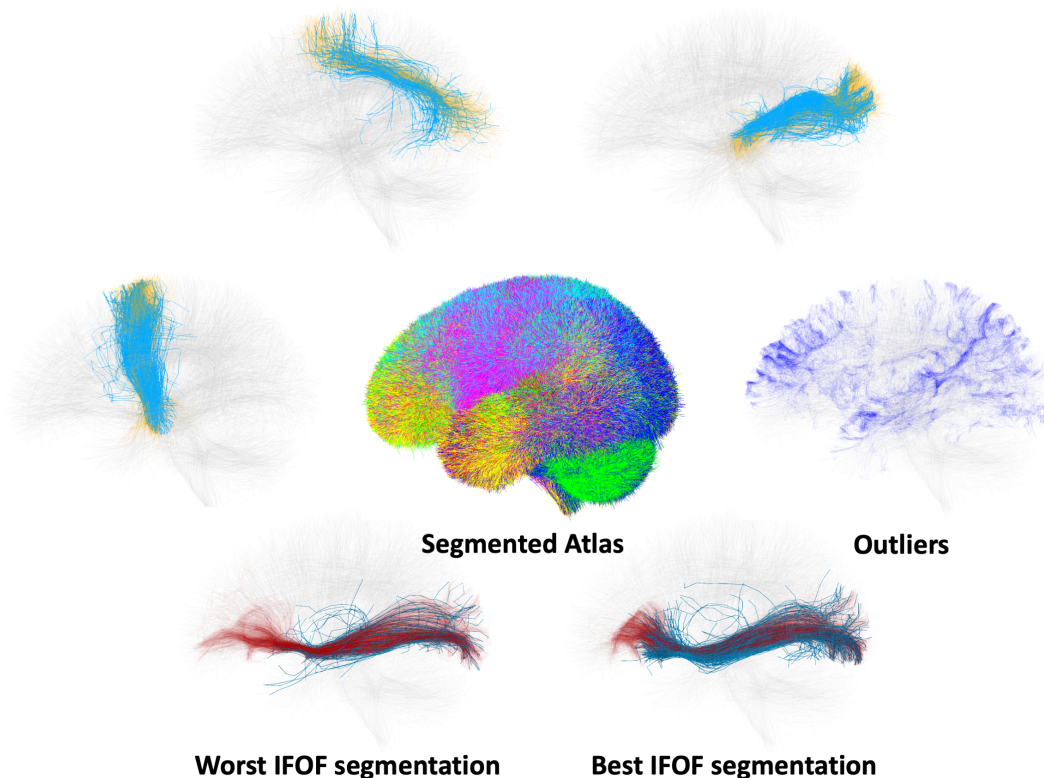 Segmented Atlas
Outliers
Worst IFOF segmentation
Best IFOF segmentation